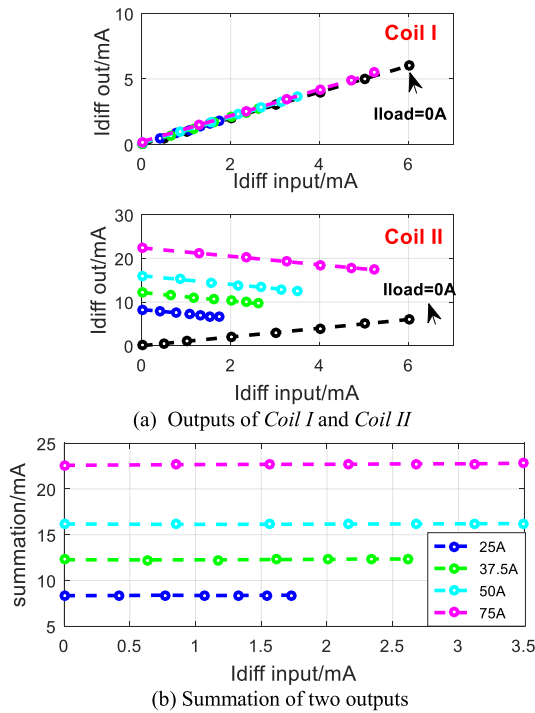 10
Coil I
Idiff out/mA
5
Iload=0A
0
0 2 4 6
Idiff input/mA
30
Coil II
Idiff out/mA
20
Iload=0A
10
0
0 2 4 6
Idiff input/mA
(a) Outputs of Coil I and Coil II
25
summation/mA
20
15
25A
37.5A
10
50A
75A
5
0 0.5 1 1.5 2 2.5 3 3.5
Idiff input/mA
(b) Summation of two outputs